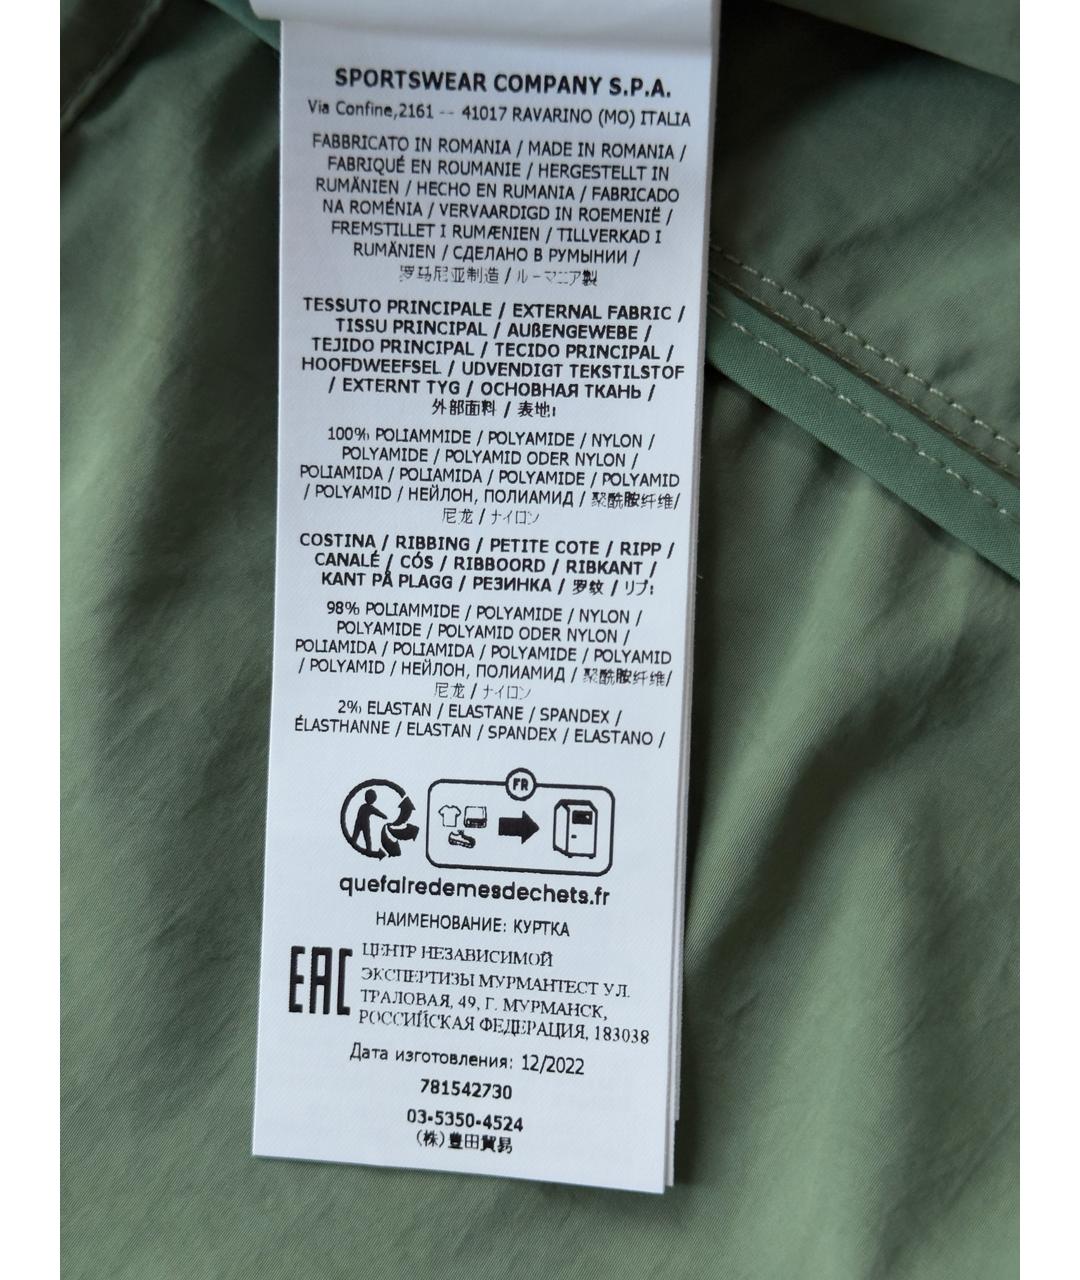 SPORTSWEAR COMPANY S.P.A.
Via Confine,2161 -- 41017 RAVARINO (MO) ITALIA
FABBRICATO IN ROMANIA / MADE IN ROMANIA /
FABRIQUÉ EN ROUMANIE / HERGESTELLT IN
RUMÄNIEN / HECHO EN RUMANIA / FABRICADO
NA ROMÉNIA / VERVAARDIGD IN ROEMENIË /
FREMSTILLET I RUMÆNIEN / TILLVERKAD I
RUMÄNIEN / СДЕЛАНО В РУМЫНИИ /
罗马尼亚制造 / ルーマニア製
TESSUTO PRINCIPALE / EXTERNAL FABRIC /
TISSU PRINCIPAL / AUßENGEWEBE /
TEJIDO PRINCIPAL / TECIDO PRINCIPAL /
HOOFDWEEFSEL / UDVENDIGT TEKSTILSTOF
/ EXTERNT TYG / ОСНОВНАЯ ТКАНЬ /
外部面料 / 表地:
100% POLIAMMIDE / POLYAMIDE / NYLON /
POLYAMIDE / POLYAMID ODER NYLON /
POLIAMIDA / POLIAMIDA / POLYAMIDE / POLYAMID
/ POLYAMID / НЕЙЛОН, ПОЛИАМИД / 聚酰胺纤维/
尼龙 / ナイロン
COSTINA / RIBBING / PETITE COTE / RIPP /
CANALÉ / CÓS / RIBBOORD / RIBKANT /
KANT PÅ PLAGG / РЕЗИНКА / 罗纹 / リブ:
98% POLIAMMIDE / POLYAMIDE / NYLON /
POLYAMIDE / POLYAMID ODER NYLON /
POLIAMIDA / POLIAMIDA / POLYAMIDE / POLYAMID
/ POLYAMID / НЕЙЛОН, ПОЛИАМИД / 聚酰胺纤维/
尼龙 / ナイロン
2% ELASTAN / ELASTANE / SPANDEX /
ÉLASTHANNE / ELASTAN / SPANDEX / ELASTANO /
FR
quefairedemesdechets.fr
НАИМЕНОВАНИЕ: КУРТКА
EAC
ЦЕНТР НЕЗАВИСИМОЙ
ЭКСПЕРТИЗЫ МУРМАНТЕСТ УЛ.
ТРАЛОВАЯ, 49, Г. МУРМАНСК,
РОССИЙСКАЯ ФЕДЕРАЦИЯ, 183038
Дата изготовления: 12/2022
781542730
03-5350-4524
(株)豊田貿易